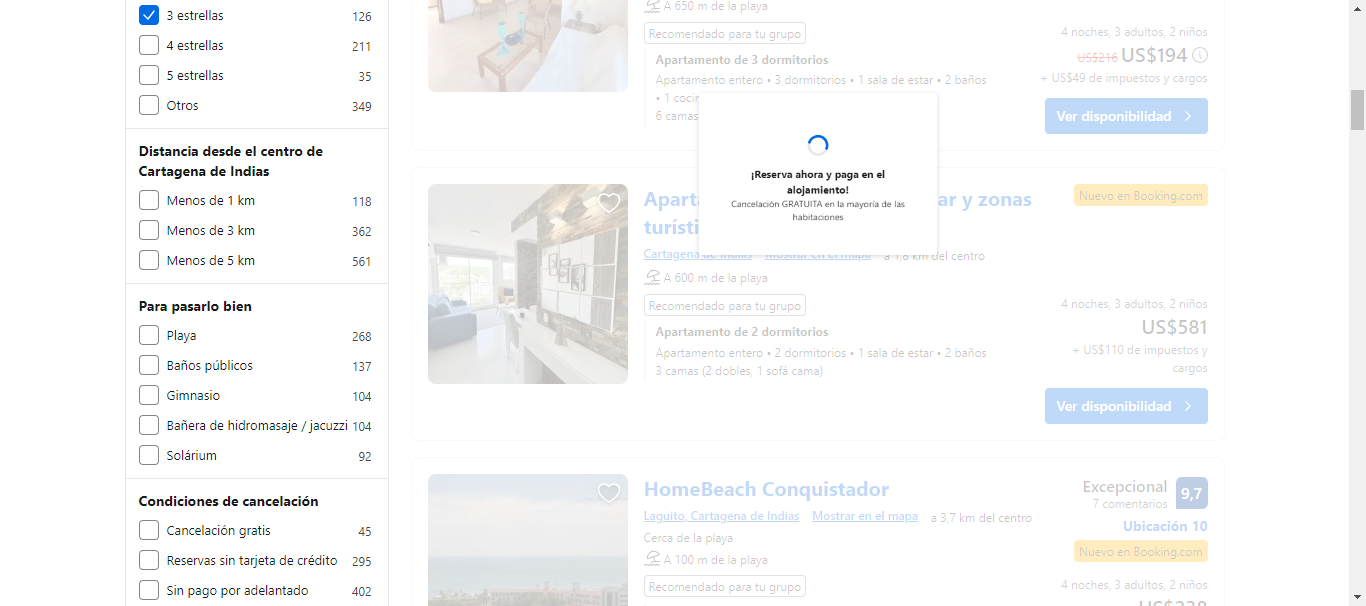 3 estrellas 126
4 estrellas 211
5 estrellas 35
Otros 349
Distancia desde el centro de
Cartagena de Indias
Menos de 1 km 118
Menos de 3 km 362
Menos de 5 km 561
Para pasarlo bien
Playa 268
Baños públicos 137
Gimnasio 104
Bañera de hidromasaje / jacuzzi 104
Solárium 92
Condiciones de cancelación
Cancelación gratis 45
Reservas sin tarjeta de crédito 295
Sin pago por adelantado 402
A 650 m de la playa
Recomendado para tu grupo
Apartamento de 3 dormitorios
Apartamento entero • 3 dormitorios • 1 sala de estar • 2 baños
• 1
6 camas
4 noches, 3 adultos, 2 niños
US$216 US$194
+ US$49 de impuestos y cargos
Ver disponibilidad
¡Reserva ahora y paga en el
alojamiento!
Cancelación GRATUITA en la mayoría de las
habitaciones
y zonas
Nuevo en Booking.com
Cartagena de Indias Mostrar en el mapa a 1,8 km del centro
A 600 m de la playa
Recomendado para tu grupo
Apartamento de 2 dormitorios
Apartamento entero • 2 dormitorios • 1 sala de estar • 2 baños
3 camas (2 dobles, 1 sofá cama)
4 noches, 3 adultos, 2 niños
US$581
+ US$110 de impuestos y
cargos
Ver disponibilidad
HomeBeach Conquistador
Laguito, Cartagena de Indias Mostrar en el mapa a 3,7 km del centro
Cerca de la playa
A 100 m de la playa
Recomendado para tu grupo
Excepcional 9,7
7 comentarios
Ubicación 10
Nuevo en Booking.com
4 noches, 3 adultos, 2 niños